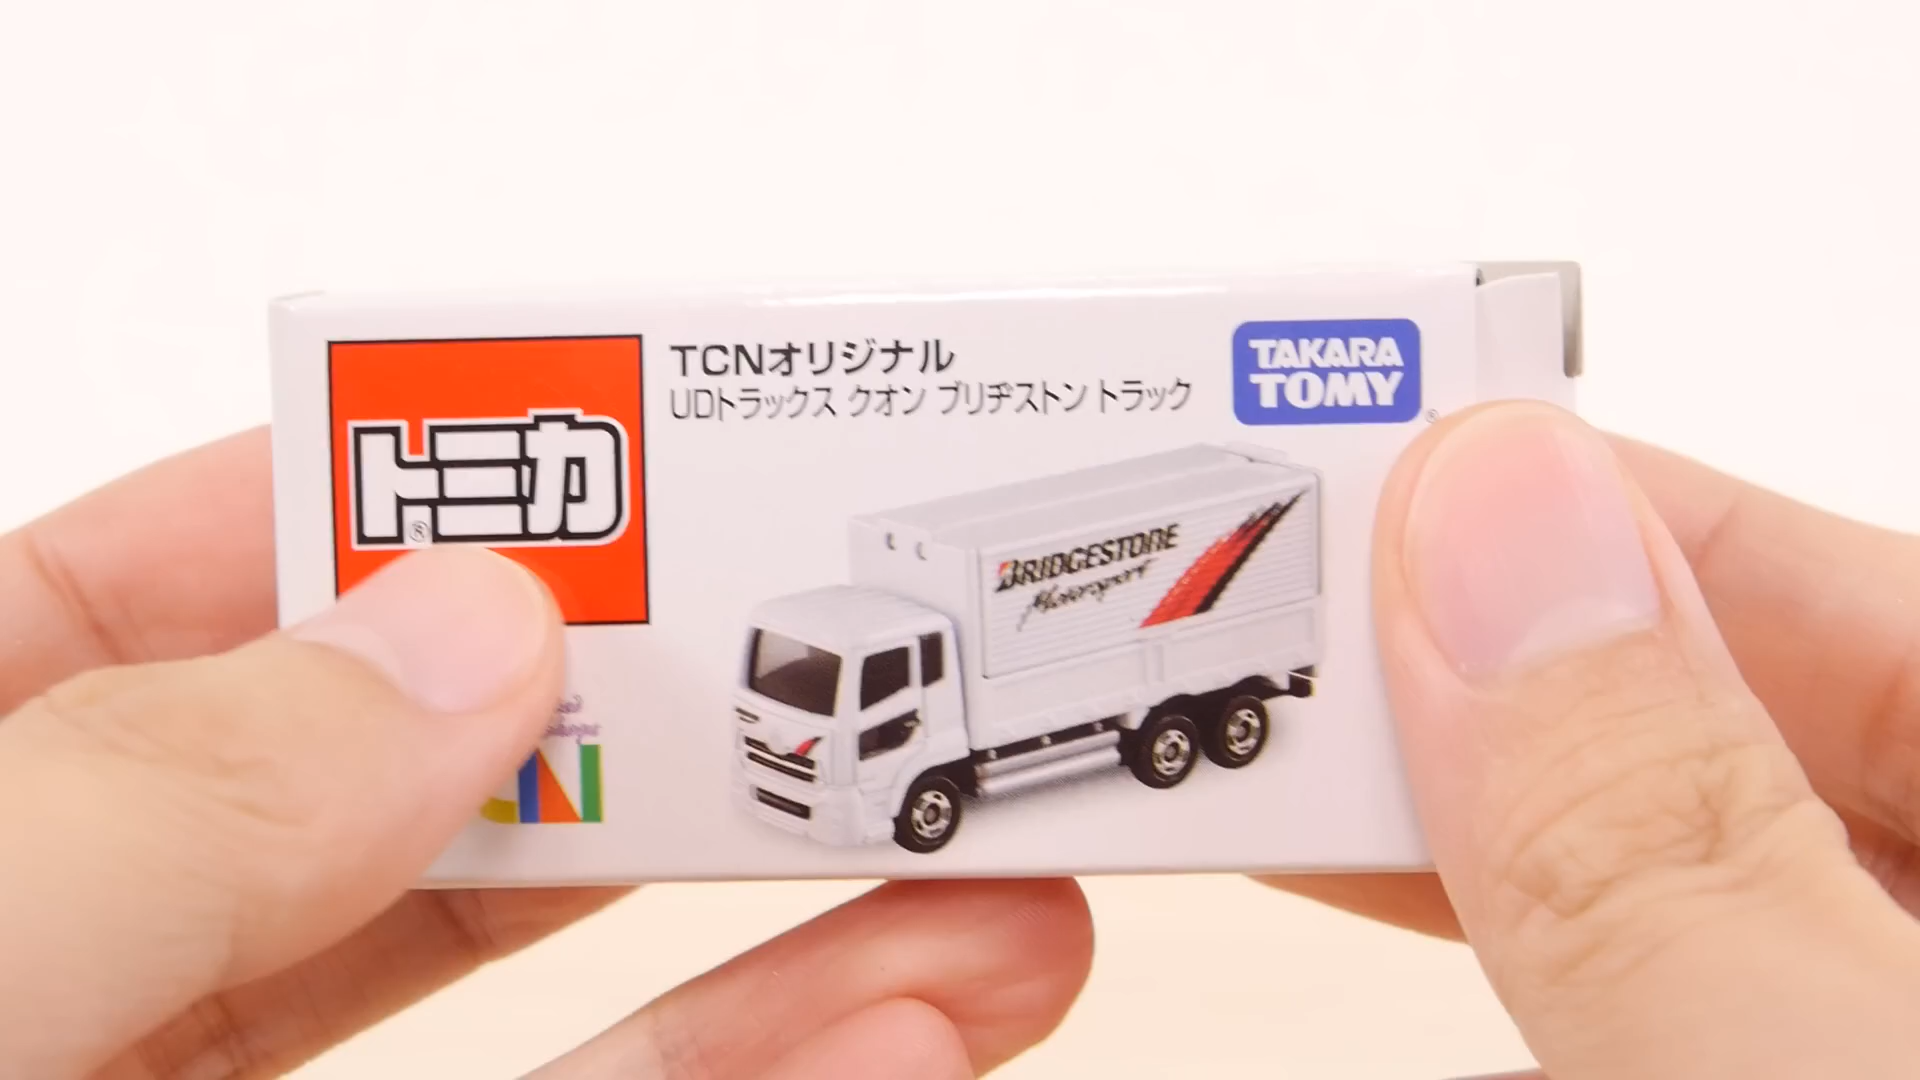 トミカ
TCNオリジナル
UDトラックス クオン ブリヂストン トラック
TAKARA
TOMY
BRIDGESTONE
Motorsport